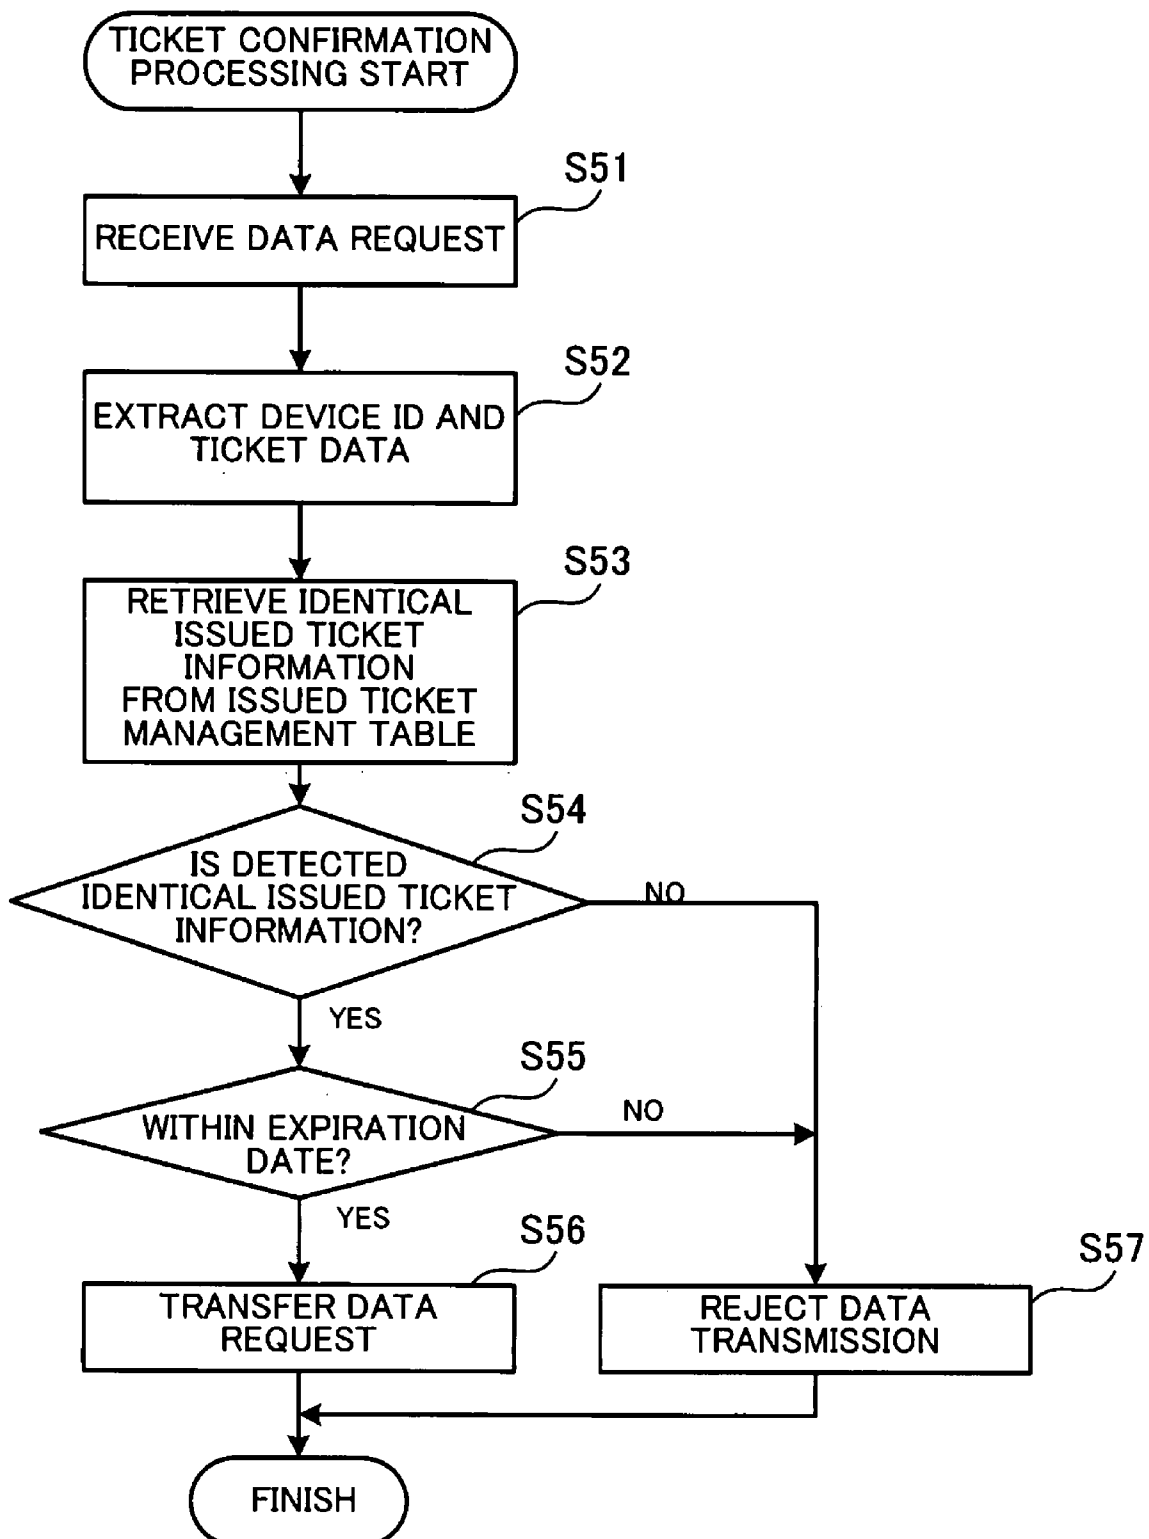 TICKET CONFIRMATION
PROCESSING START
S51
RECEIVE DATA REQUEST
S52
EXTRACT DEVICE ID AND
TICKET DATA
S53
RETRIEVE IDENTICAL
ISSUED TICKET
INFORMATION
FROM ISSUED TICKET
MANAGEMENT TABLE
S54
IS DETECTED
IDENTICAL ISSUED TICKET
INFORMATION?
NO
YES
S55
WITHIN EXPIRATION
DATE?
NO
YES
S56
TRANSFER DATA
REQUEST
S57
REJECT DATA
TRANSMISSION
FINISH